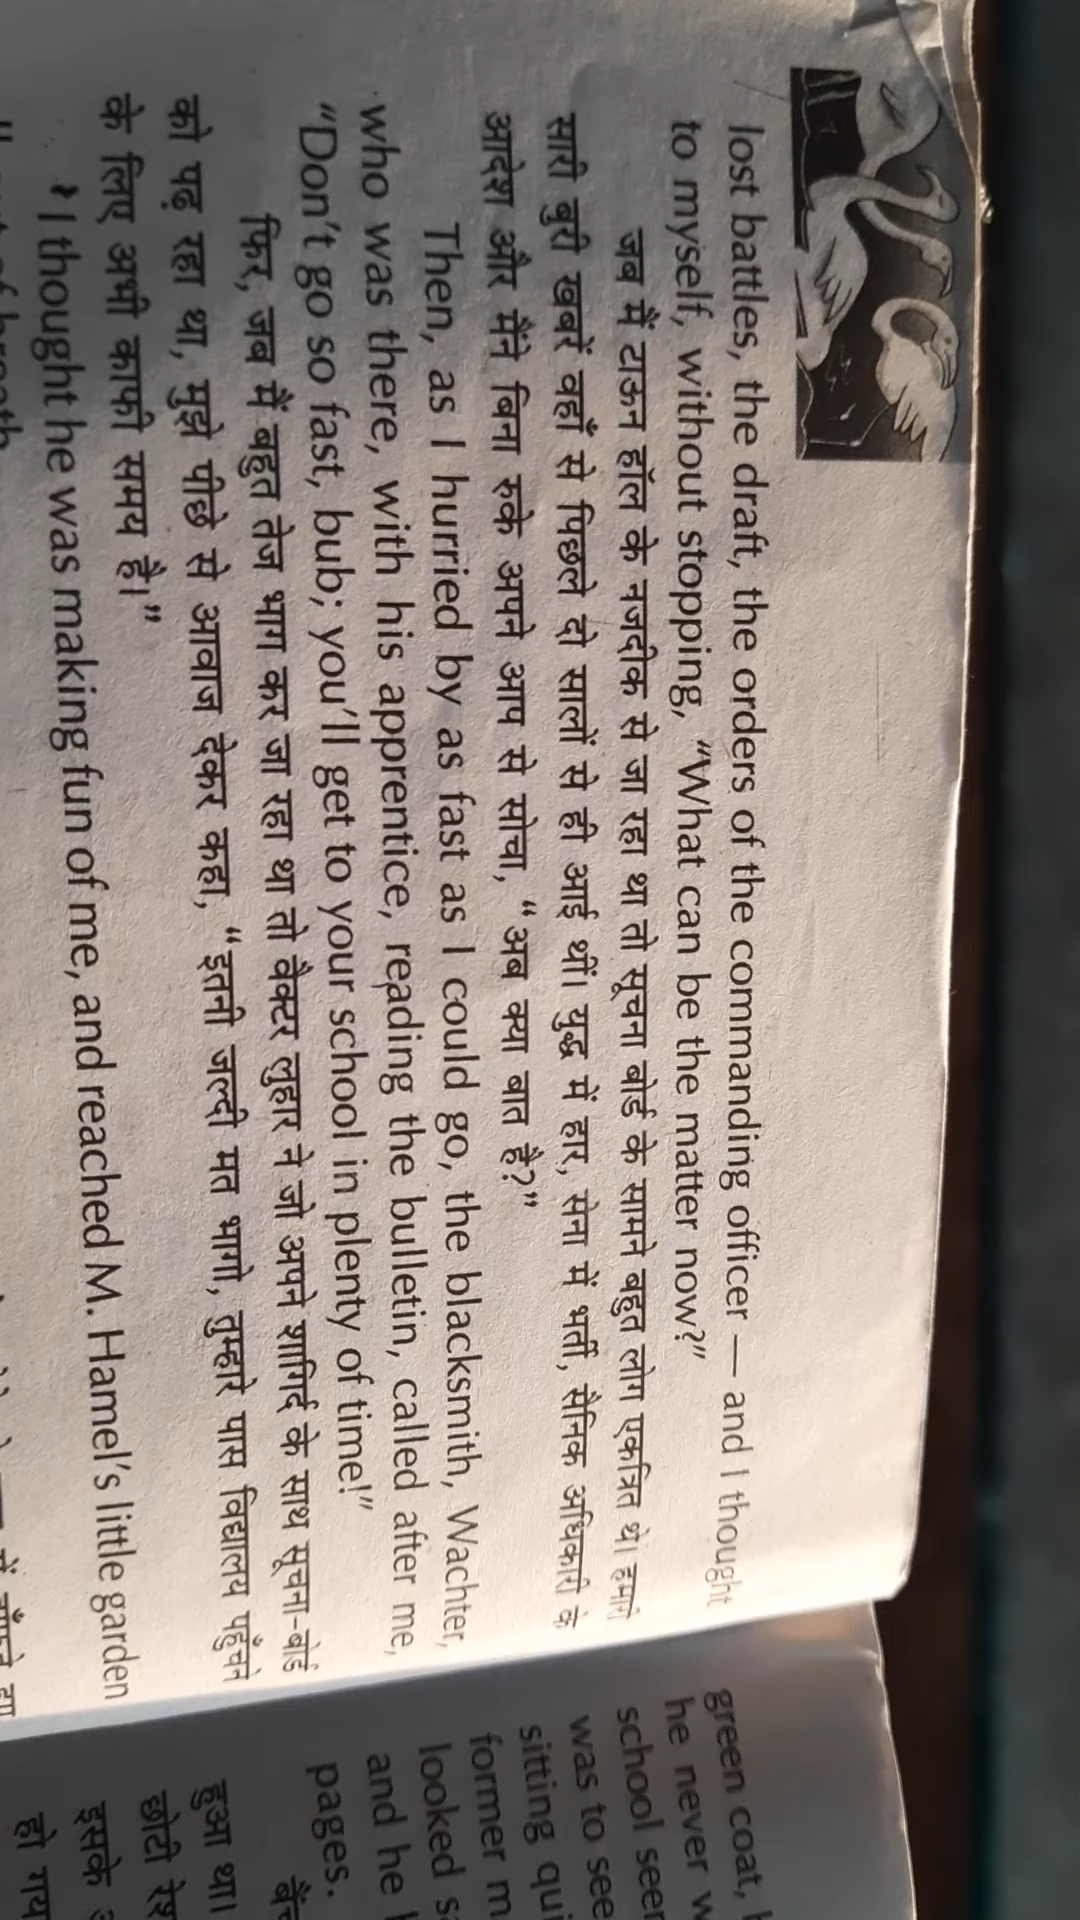 lost battles, the draft, the orders of the commanding officer — and I thought
to myself, without stopping, “What can be the matter now?”
जब मैं टाऊन हॉल के नजदीक से जा रहा था तो सूचना बोर्ड के सामने बहुत लोग एकत्रित थे। हमारी
सारी बुरी खबरें वहाँ से पिछले दो सालों से ही आई थीं। युद्ध में हार, सेना में भर्ती, सैनिक अधिकारी के
आदेश और मैंने बिना रुके अपने आप से सोचा, “अब क्या बात है?”
Then, as I hurried by as fast as I could go, the blacksmith, Wachter,
who was there, with his apprentice, reading the bulletin, called after me,
“Don’t go so fast, bub; you’ll get to your school in plenty of time!”
फिर, जब मैं बहुत तेज भाग कर जा रहा था तो वैक्टर लुहार ने जो अपने शागिर्द के साथ सूचना-बोर्ड
को पढ़ रहा था, मुझे पीछे से आवाज देकर कहा, “इतनी जल्दी मत भागो, तुम्हारे पास विद्यालय पहुँचने
के लिए अभी काफी समय है।”
I thought he was making fun of me, and reached M. Hamel’s little garden
green coat,
he never
school
was to see
sitting
former
looked
and he
pages.
हुआ था।
छोटी
इसके
हो